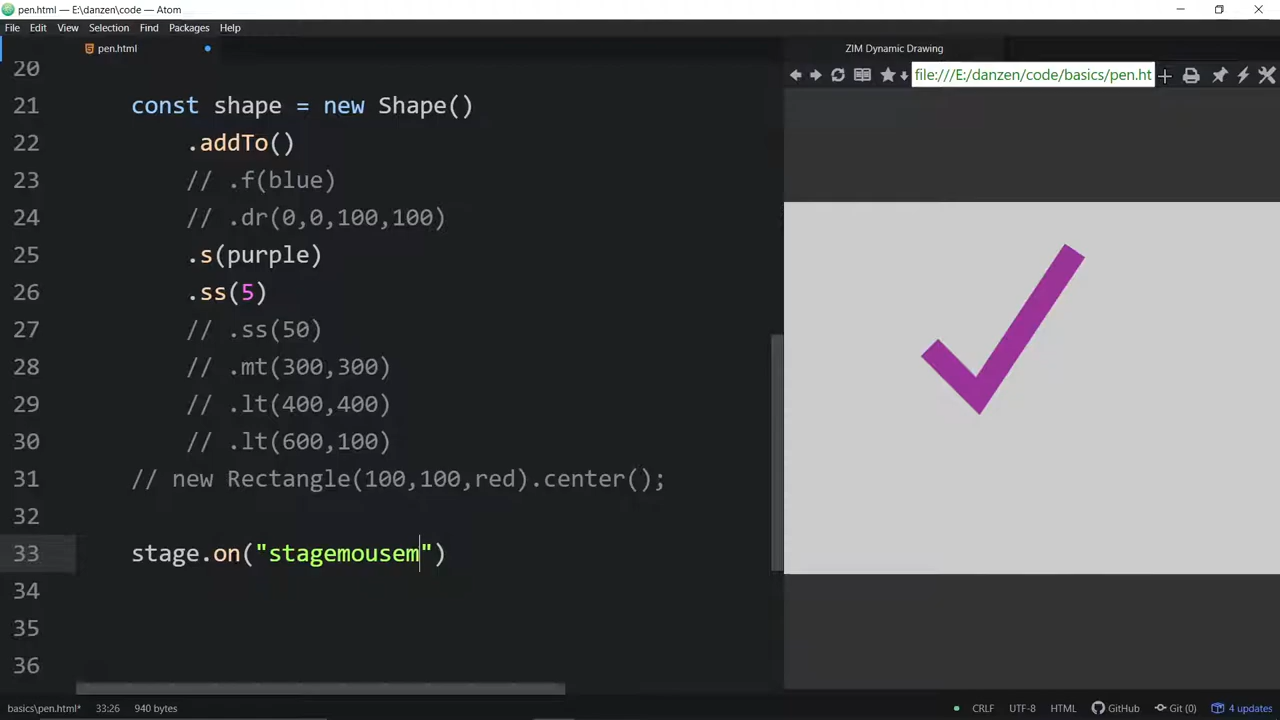 pen.html — E:\danzen\code — Atom
File Edit View Selection Find Packages Help
pen.html
ZIM Dynamic Drawing
file:///E:/danzen/code/basics/pen.ht
20
21 const shape = new Shape()
22 .addTo()
23 // .f(blue)
24 // .dr(0,0,100,100)
25 .s(purple)
26 .ss(5)
27 // .ss(50)
28 // .mt(300,300)
29 // .lt(400,400)
30 // .lt(600,100)
31 // new Rectangle(100,100,red).center();
32
33 stage.on("stagemousem")
34
35
36
basics\pen.html* 33:26 940 bytes CRLF UTF-8 HTML GitHub Git (0) 4 updates